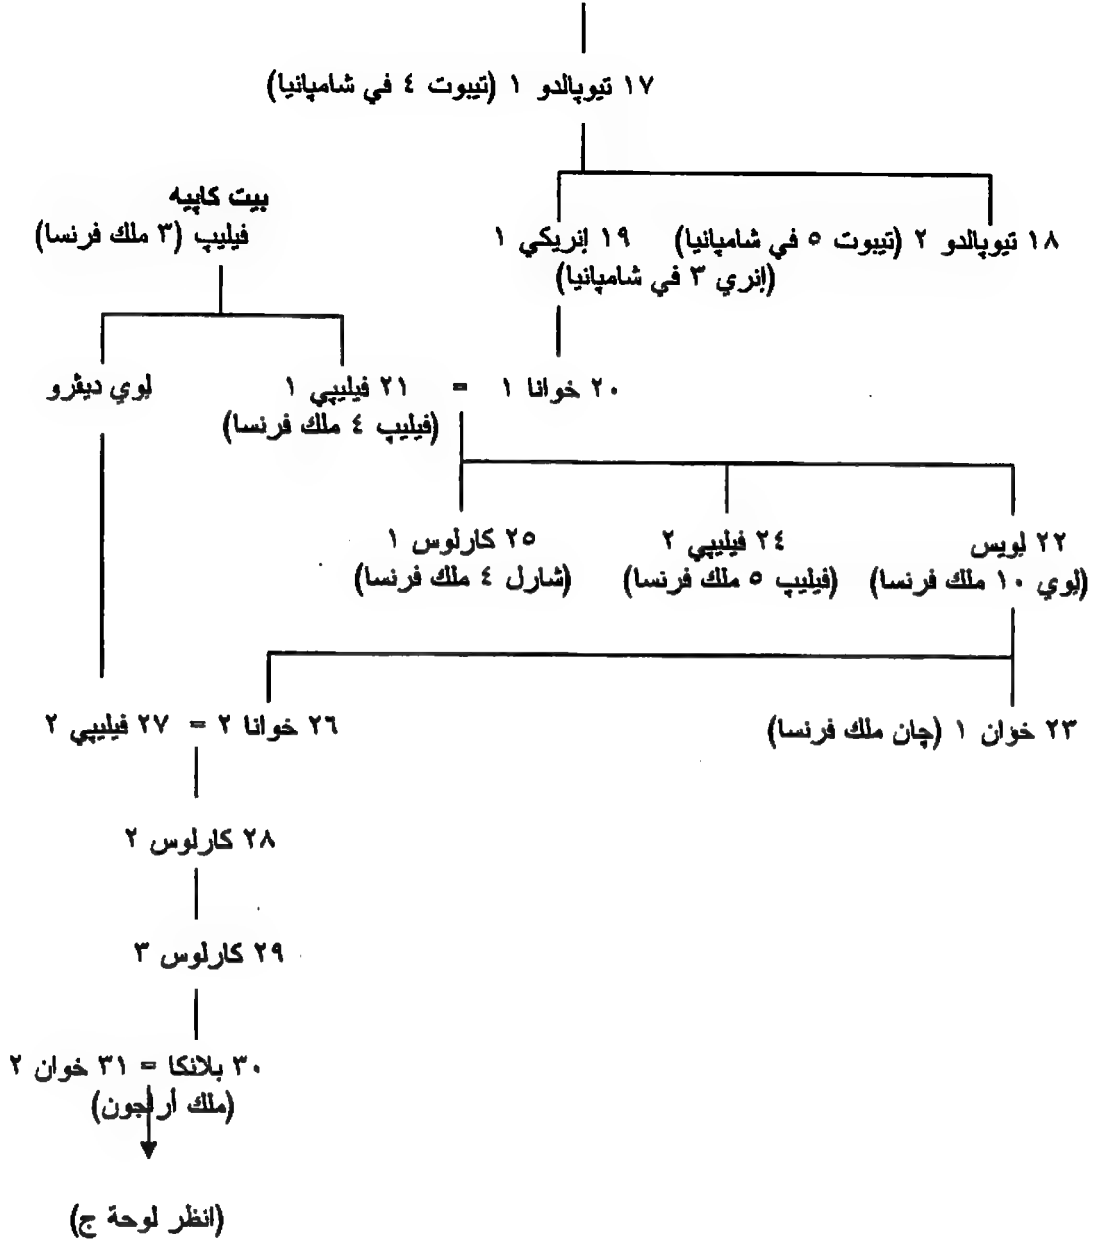 ١٧ تيوپالدو ١ (تيبوت ٤ في شامپانيا)
بيت كاپيه
فيليپ (٣ ملك فرنسا)
١٨ تيوپالدو ٢ (تيبوت ٥ في شامپانيا)
١٩ إنريكي ١
(إنري ٣ في شامپانيا)
٢٠ خوانا ١ = ٢١ فيليپي ١
(فيليپ ٤ ملك فرنسا)
لوي ديڤرو
٢٢ لويس
(لوي ١٠ ملك فرنسا)
٢٤ فيليپي ٢
(فيليپ ٥ ملك فرنسا)
٢٥ كارلوس ١
(شارل ٤ ملك فرنسا)
٢٣ خوان ١ (چان ملك فرنسا)
٢٦ خوانا ٢ = ٢٧ فيليپي ٢
٢٨ كارلوس ٢
٢٩ كارلوس ٣
٣٠ بلانكا = ٣١ خوان ٢
(ملك أراجون)
(انظر لوحة ج)